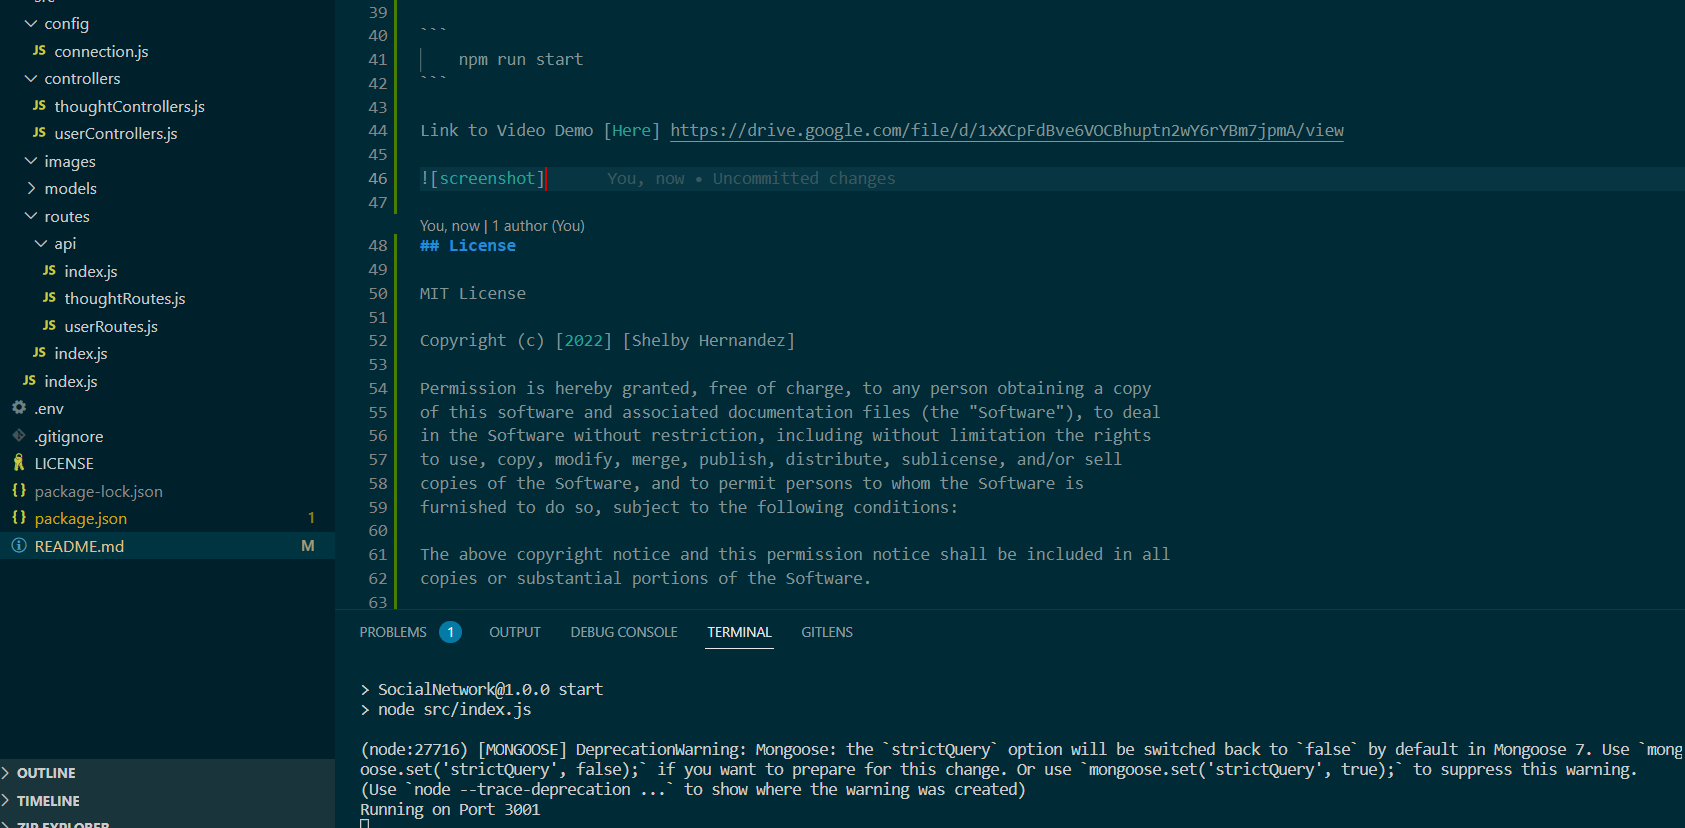 src
config
JS connection.js
controllers
JS thoughtControllers.js
JS userControllers.js
images
models
routes
api
JS index.js
JS thoughtRoutes.js
JS userRoutes.js
JS index.js
JS index.js
.env
.gitignore
LICENSE
{} package-lock.json
{} package.json 1
README.md M
OUTLINE
TIMELINE
ZIP EXPLORER
39
40 ```
41 npm run start
42 ```
43
44 Link to Video Demo [Here] https://drive.google.com/file/d/1xXCpFdBve6VOCBhuptn2wY6rYBm7jpmA/view
45
46 ![screenshot] You, now • Uncommitted changes
47
You, now | 1 author (You)
48 ## License
49
50 MIT License
51
52 Copyright (c) [2022] [Shelby Hernandez]
53
54 Permission is hereby granted, free of charge, to any person obtaining a copy
55 of this software and associated documentation files (the "Software"), to deal
56 in the Software without restriction, including without limitation the rights
57 to use, copy, modify, merge, publish, distribute, sublicense, and/or sell
58 copies of the Software, and to permit persons to whom the Software is
59 furnished to do so, subject to the following conditions:
60
61 The above copyright notice and this permission notice shall be included in all
62 copies or substantial portions of the Software.
63
PROBLEMS 1 OUTPUT DEBUG CONSOLE TERMINAL GITLENS
> SocialNetwork@1.0.0 start
> node src/index.js
(node:27716) [MONGOOSE] DeprecationWarning: Mongoose: the `strictQuery` option will be switched back to `false` by default in Mongoose 7. Use `mong
oose.set('strictQuery', false);` if you want to prepare for this change. Or use `mongoose.set('strictQuery', true);` to suppress this warning.
(Use `node --trace-deprecation ...` to show where the warning was created)
Running on Port 3001